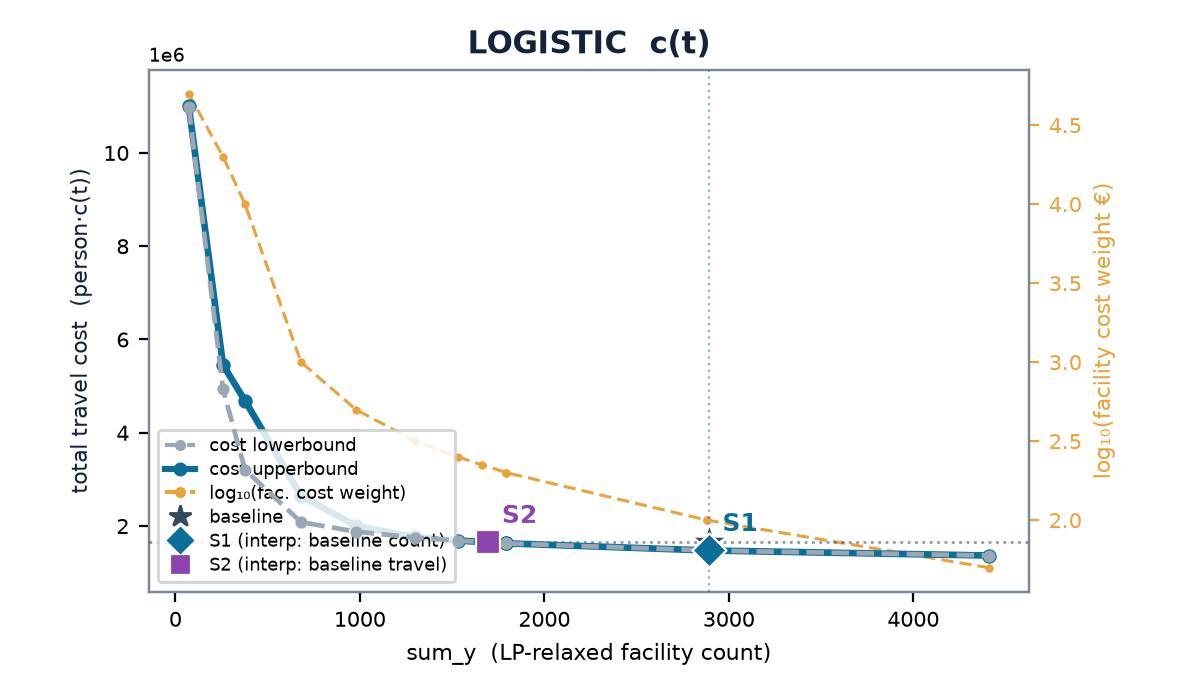 LOGISTIC c(t)
1e6
10
8
6
4
2
total travel cost (person·c(t))
4.5
4.0
3.5
3.0
2.5
2.0
log₁₀(facility cost weight €)
cost lowerbound
cost upperbound
log₁₀(fac. cost weight)
baseline
S1 (interp: baseline count)
S2 (interp: baseline travel)
S2
S1
0
1000
2000
3000
4000
sum_y (LP-relaxed facility count)